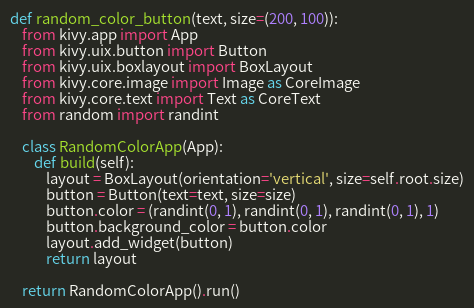 def random_color_button(text, size=(200, 100)):
    from kivy.app import App
    from kivy.uix.button import Button
    from kivy.uix.boxlayout import BoxLayout
    from kivy.core.image import Image as CoreImage
    from kivy.core.text import Text as CoreText
    from random import randint

    class RandomColorApp(App):
        def build(self):
            layout = BoxLayout(orientation='vertical', size=self.root.size)
            button = Button(text=text, size=size)
            button.color = (randint(0, 1), randint(0, 1), randint(0, 1), 1)
            button.background_color = button.color
            layout.add_widget(button)
            return layout

    return RandomColorApp().run()